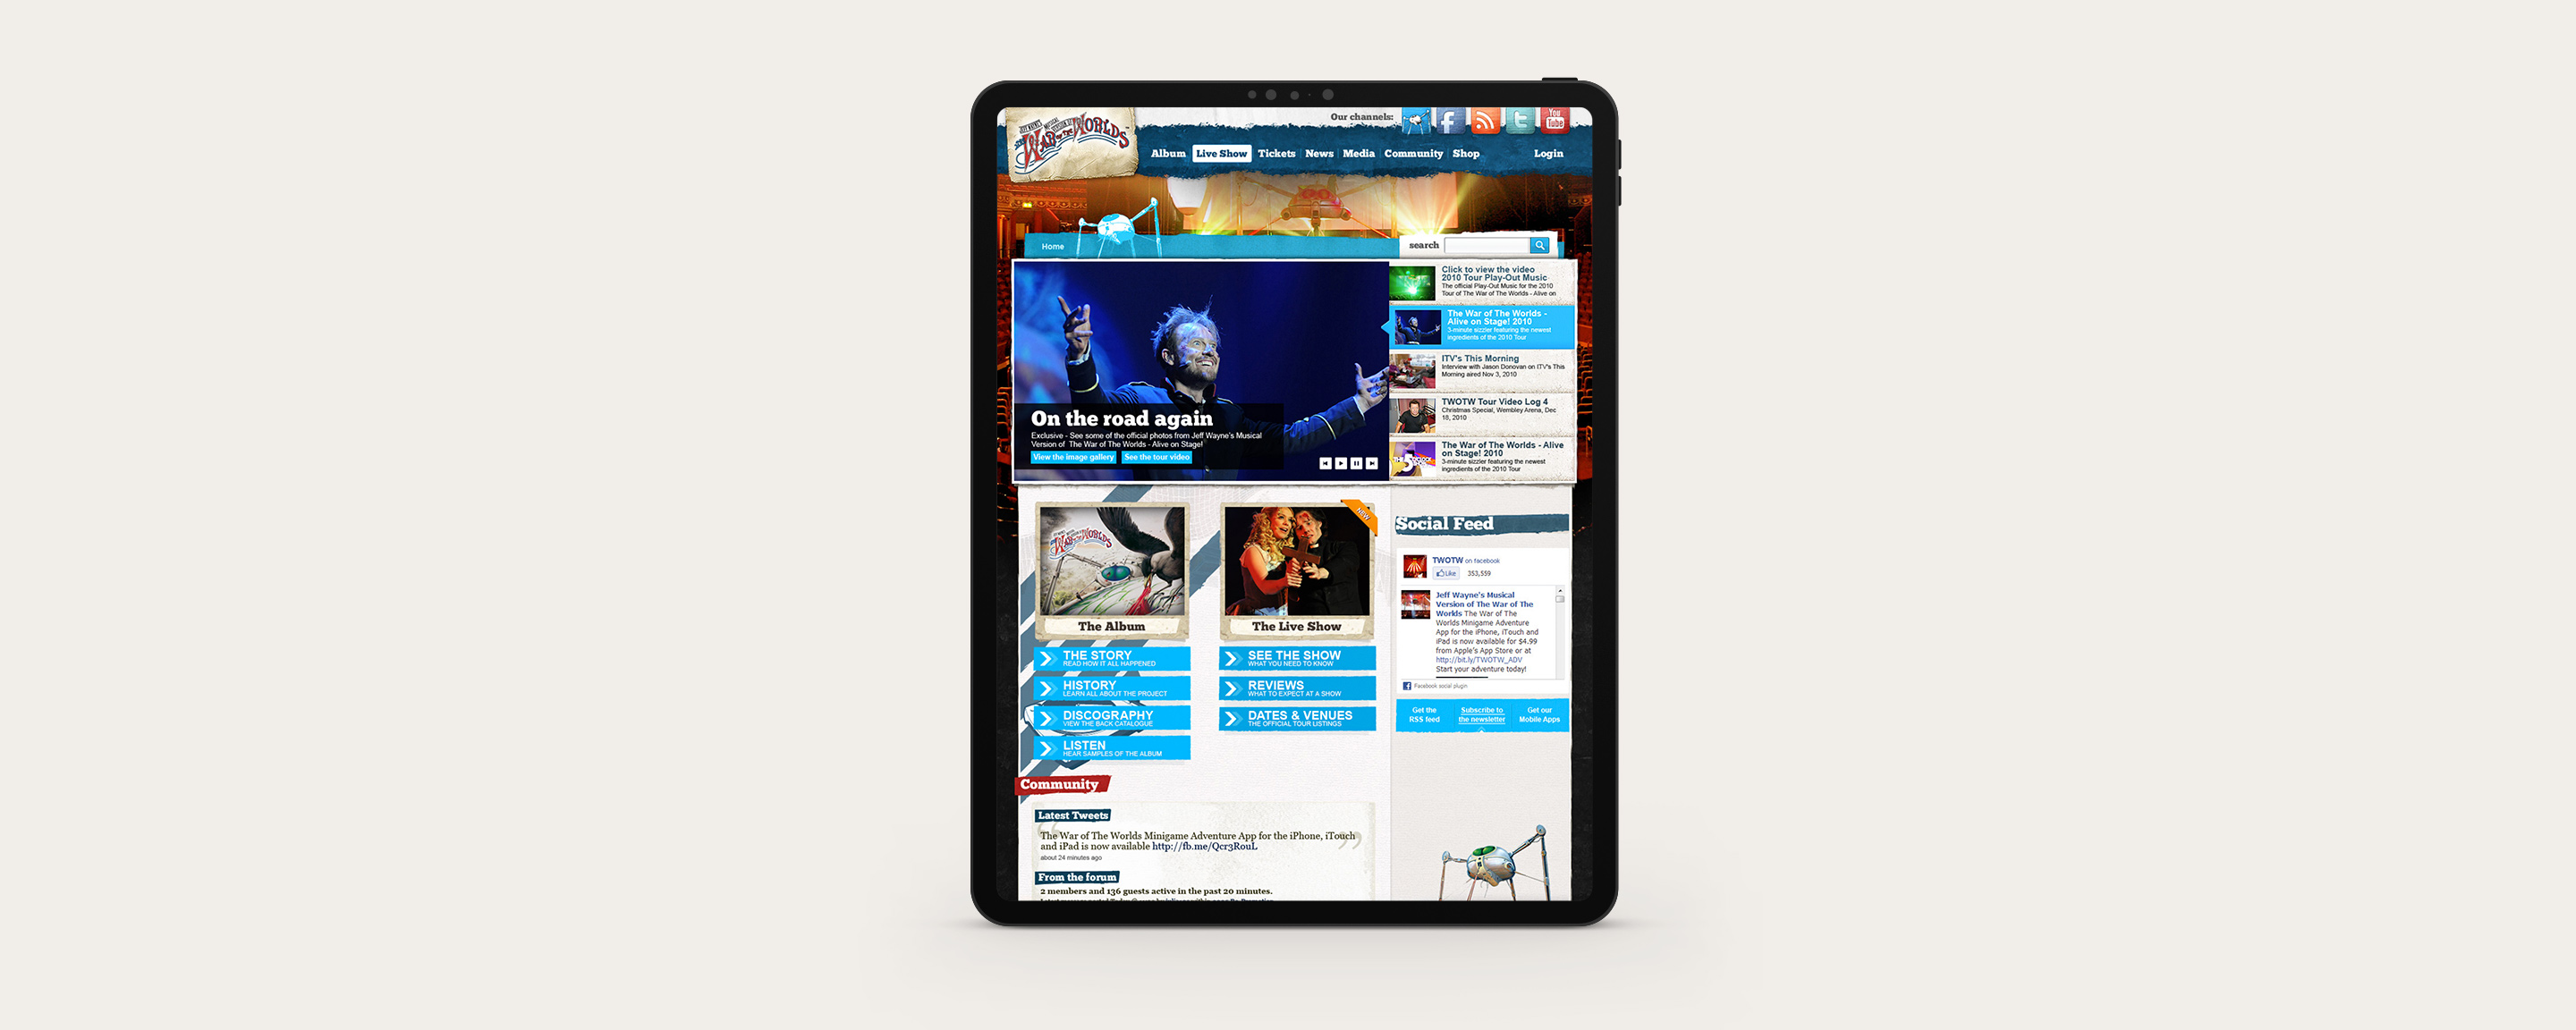 Our channels:
JEFF WAYNE'S MUSICAL VERSION OF
WAR OF THE WORLDS
You Tube
Album Live Show Tickets News Media Community Shop Login
Home
search
Click to view the video
2010 Tour Play-Out Music
The official Play-Out Music for the 2010
Tour of The War of The Worlds - Alive on
The War of The Worlds -
Alive on Stage! 2010
3-minute sizzler featuring the newest
ingredients of the 2010 Tour
ITV's This Morning
Interview with Jason Donovan on ITV's This
Morning aired Nov 3, 2010
TWOTW Tour Video Log 4
Christmas Special, Wembley Arena, Dec
18, 2010
The War of The Worlds - Alive
on Stage! 2010
3-minute sizzler featuring the newest
ingredients of the 2010 Tour
On the road again
Exclusive - See some of the official photos from Jeff Wayne's Musical
Version of The War of The Worlds - Alive on Stage!
View the image gallery See the tour video
WAR OF THE WORLDS
The Album
THE STORY
READ HOW IT ALL HAPPENED
HISTORY
LEARN ALL ABOUT THE PROJECT
DISCOGRAPHY
VIEW THE BACK CATALOGUE
LISTEN
HEAR SAMPLES OF THE ALBUM
NEW
The Live Show
SEE THE SHOW
WHAT YOU NEED TO KNOW
REVIEWS
WHAT TO EXPECT AT A SHOW
DATES & VENUES
THE OFFICIAL TOUR LISTINGS
Social Feed
TWOTW on facebook
Like 353,559
Jeff Wayne's Musical
Version of The War of The
Worlds The War of The
Worlds Minigame Adventure
App for the iPhone, iTouch and
iPad is now available for $4.99
from Apple's App Store or at
http://bit.ly/TWOTW_ADV
Start your adventure today!
Facebook social plugin
Get the
RSS feed
Subscribe to
the newsletter
Get our
Mobile Apps
Community
Latest Tweets
The War of The Worlds Minigame Adventure App for the iPhone, iTouch
and iPad is now available http://fb.me/Qcr3RouL
about 24 minutes ago
From the forum
2 members and 136 guests active in the past 20 minutes.